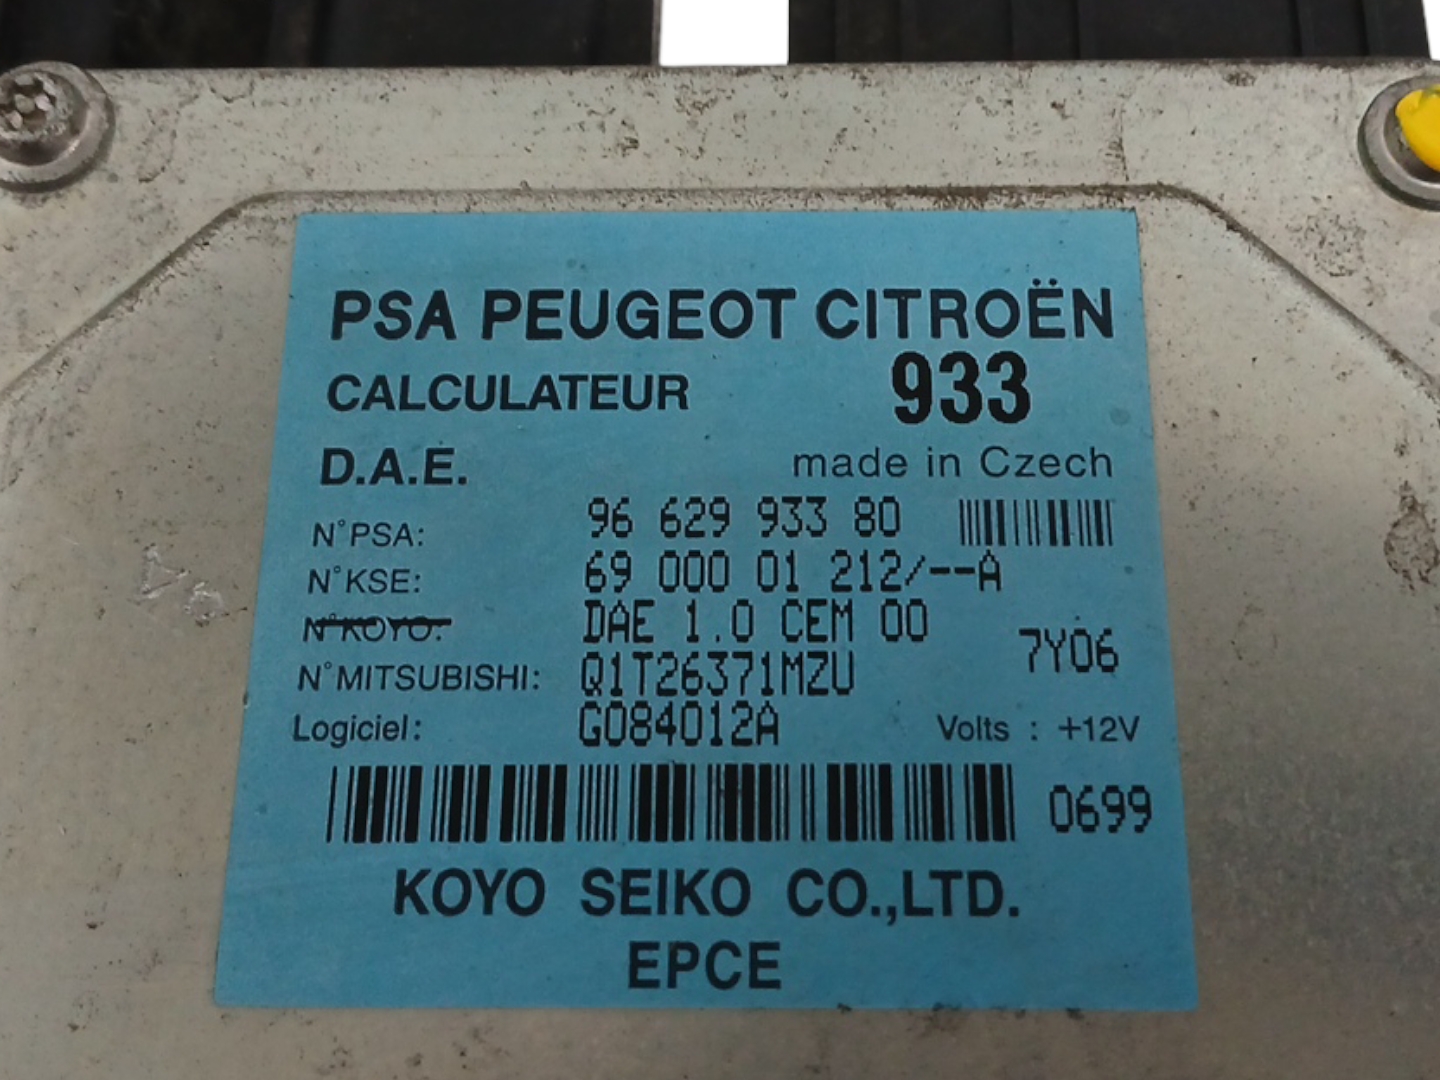 PSA PEUGEOT CITROËN
CALCULATEUR 933
D.A.E. made in Czech
N°PSA: 96 629 933 80
N°KSE: 69 000 01 212/--A
N°KOYO: DAE 1.0 CEM 00
7Y06
N°MITSUBISHI: Q1T26371MZU
Logiciel: G084012A Volts : +12V
0699
KOYO SEIKO CO.,LTD.
EPCE